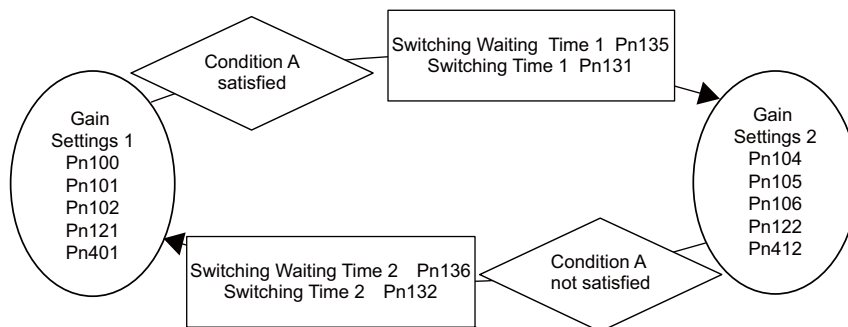 Condition A
satisfied
Switching Waiting Time 1 Pn135
Switching Time 1 Pn131
Gain
Settings 1
Pn100
Pn101
Pn102
Pn121
Pn401
Gain
Settings 2
Pn104
Pn105
Pn106
Pn122
Pn412
Switching Waiting Time 2 Pn136
Switching Time 2 Pn132
Condition A
not satisfied